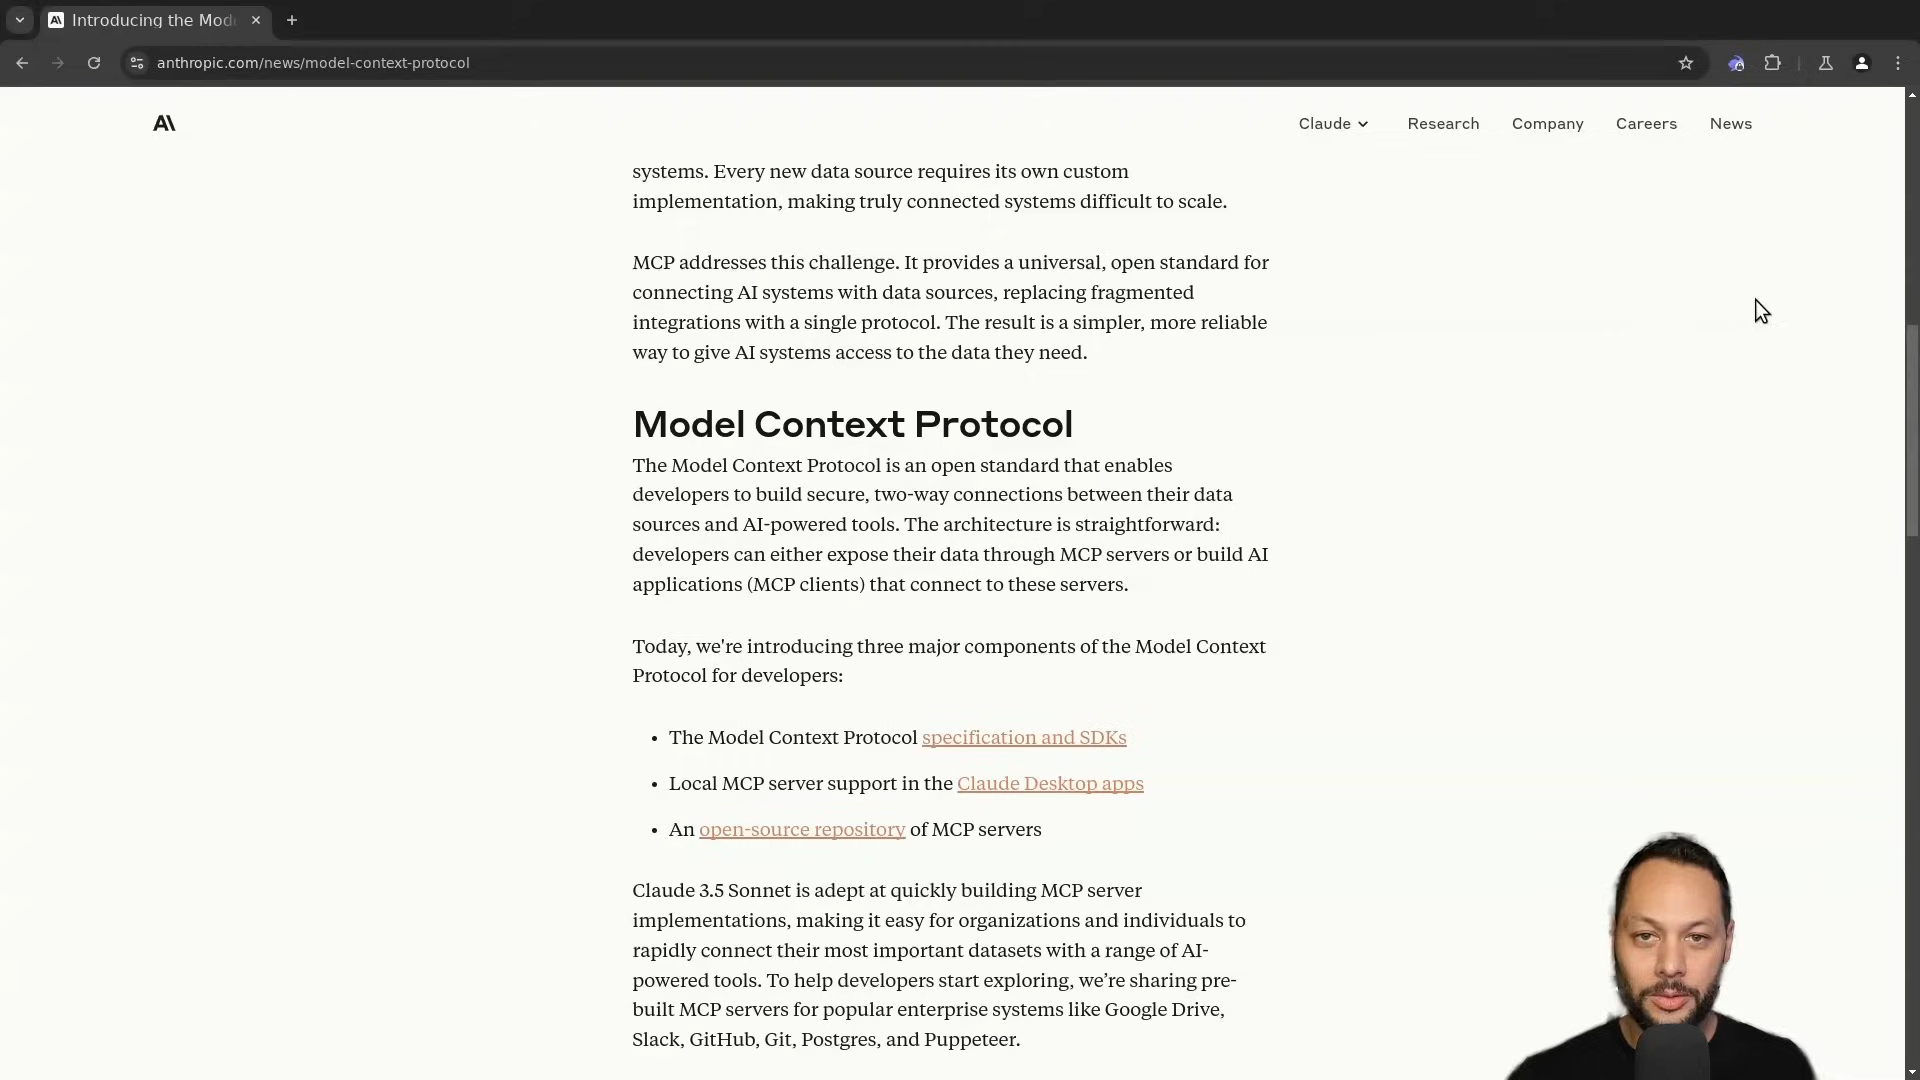 Introducing the Mod
anthropic.com/news/model-context-protocol
Claude
Research
Company
Careers
News
systems. Every new data source requires its own custom
implementation, making truly connected systems difficult to scale.
MCP addresses this challenge. It provides a universal, open standard for
connecting AI systems with data sources, replacing fragmented
integrations with a single protocol. The result is a simpler, more reliable
way to give AI systems access to the data they need.
Model Context Protocol
The Model Context Protocol is an open standard that enables
developers to build secure, two-way connections between their data
sources and AI-powered tools. The architecture is straightforward:
developers can either expose their data through MCP servers or build AI
applications (MCP clients) that connect to these servers.
Today, we're introducing three major components of the Model Context
Protocol for developers:
• The Model Context Protocol specification and SDKs
• Local MCP server support in the Claude Desktop apps
• An open-source repository of MCP servers
Claude 3.5 Sonnet is adept at quickly building MCP server
implementations, making it easy for organizations and individuals to
rapidly connect their most important datasets with a range of AI-
powered tools. To help developers start exploring, we’re sharing pre-
built MCP servers for popular enterprise systems like Google Drive,
Slack, GitHub, Git, Postgres, and Puppeteer.